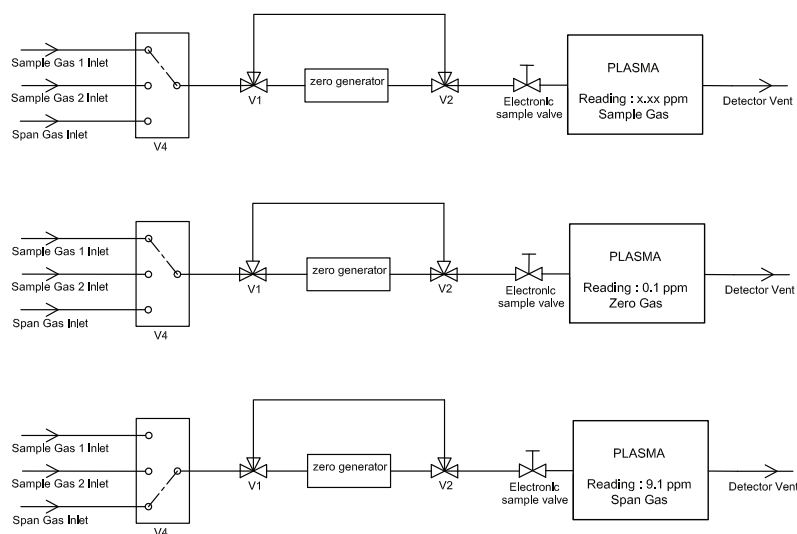 Sample Gas 1 Inlet
Sample Gas 2 Inlet
Span Gas Inlet
V4
V1
zero generator
V2
Electronic
sample valve
PLASMA
Reading : x.xx ppm
Sample Gas
Detector Vent
Sample Gas 1 Inlet
Sample Gas 2 Inlet
Span Gas Inlet
V4
V1
zero generator
V2
Electronic
sample valve
PLASMA
Reading : 0.1 ppm
Zero Gas
Detector Vent
Sample Gas 1 Inlet
Sample Gas 2 Inlet
Span Gas Inlet
V4
V1
zero generator
V2
Electronic
sample valve
PLASMA
Reading : 9.1 ppm
Span Gas
Detector Vent